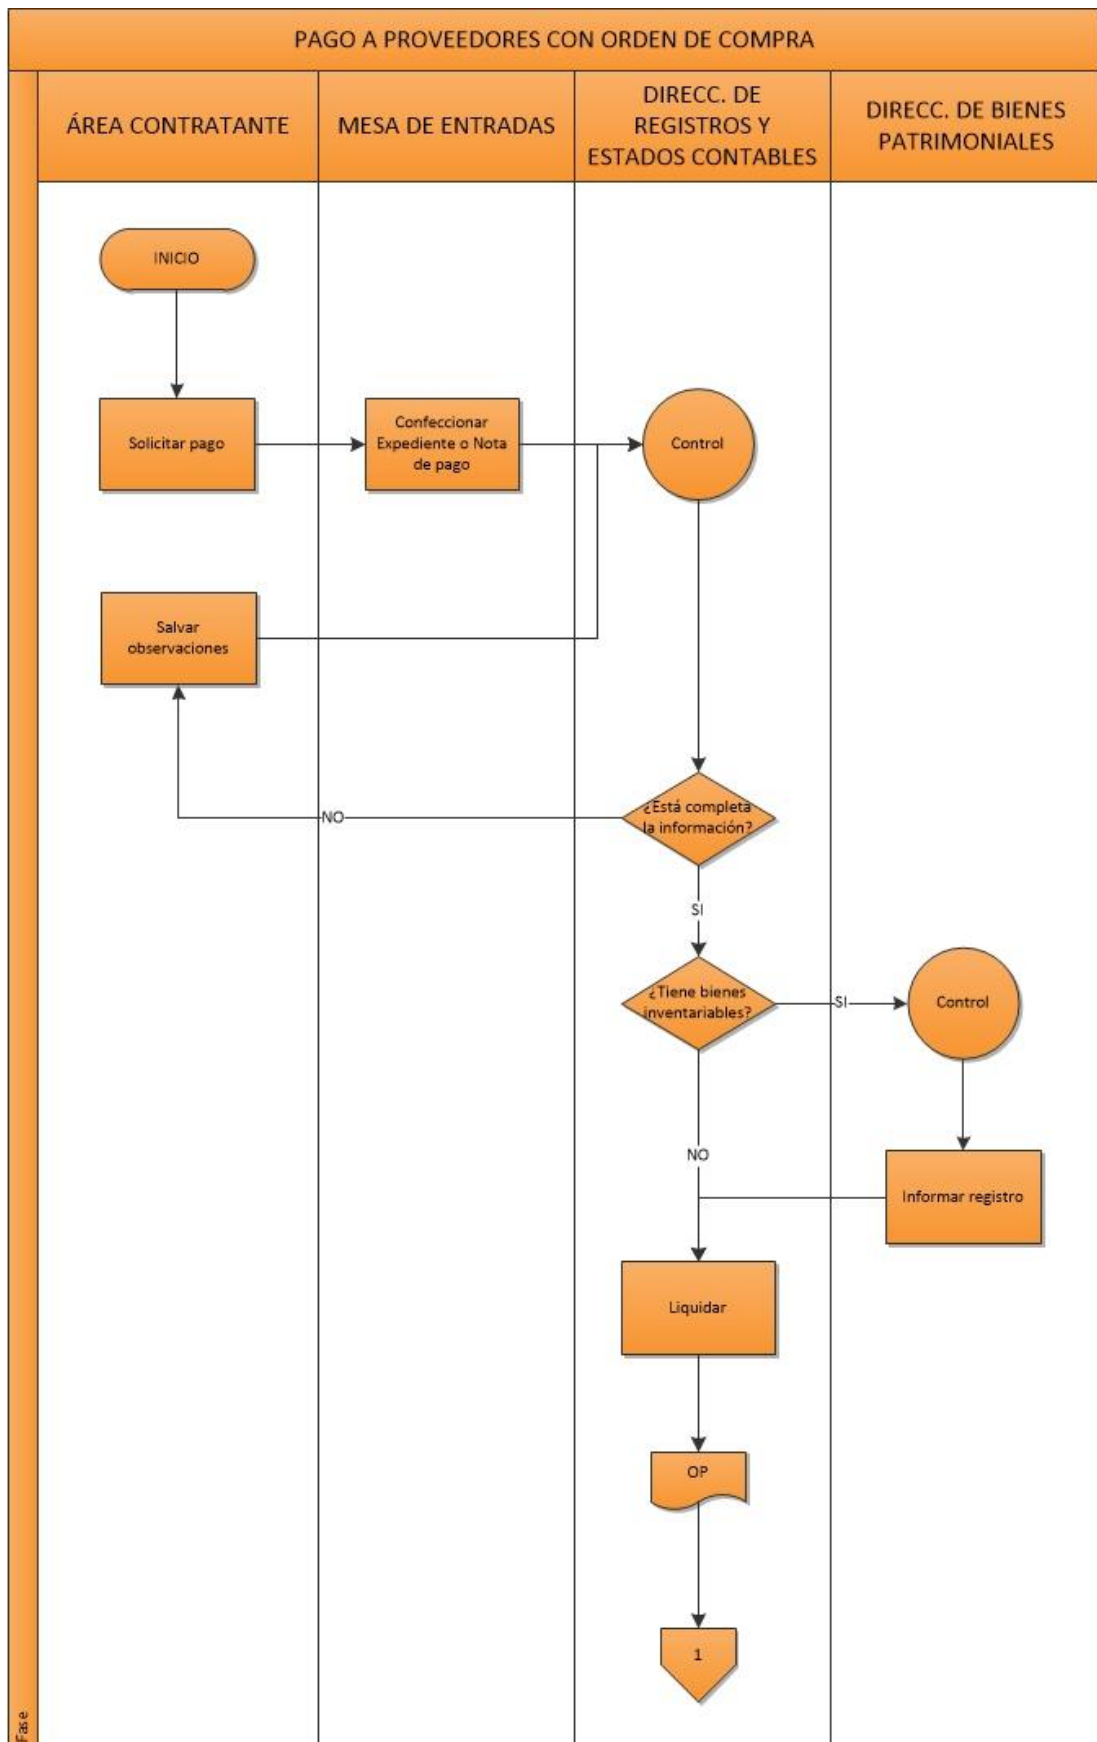 PAGO A PROVEEDORES CON ORDEN DE COMPRA
ÁREA CONTRATANTE
MESA DE ENTRADAS
DIRECC. DE
REGISTROS Y
ESTADOS CONTABLES
DIRECC. DE BIENES
PATRIMONIALES
INICIO
Solicitar pago
Confeccionar
Expediente o Nota
de pago
Control
Salvar
observaciones
¿Está completa
la información?
NO
SI
¿Tiene bienes
inventariables?
SI
Control
NO
Informar registro
Liquidar
OP
1
Fase